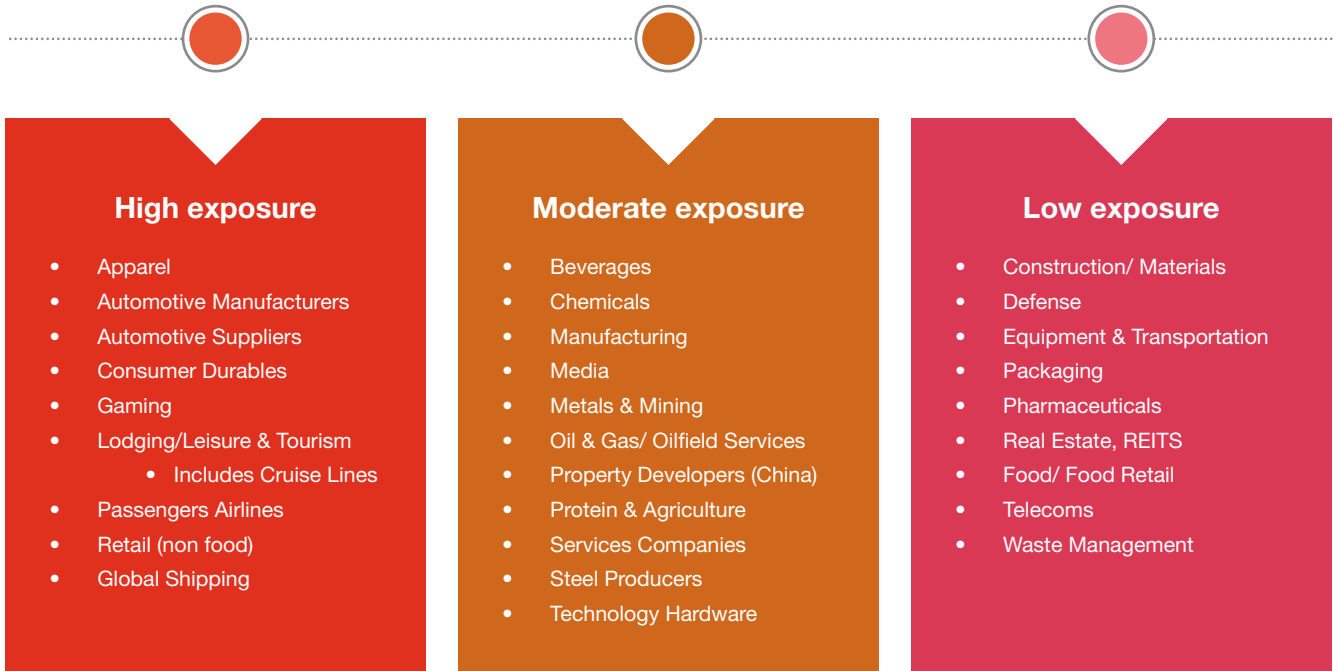 High exposure
• Apparel
• Automotive Manufacturers
• Automotive Suppliers
• Consumer Durables
• Gaming
• Lodging/Leisure & Tourism
• Includes Cruise Lines
• Passengers Airlines
• Retail (non food)
• Global Shipping
Moderate exposure
• Beverages
• Chemicals
• Manufacturing
• Media
• Metals & Mining
• Oil & Gas/ Oilfield Services
• Property Developers (China)
• Protein & Agriculture
• Services Companies
• Steel Producers
• Technology Hardware
Low exposure
• Construction/ Materials
• Defense
• Equipment & Transportation
• Packaging
• Pharmaceuticals
• Real Estate, REITS
• Food/ Food Retail
• Telecoms
• Waste Management